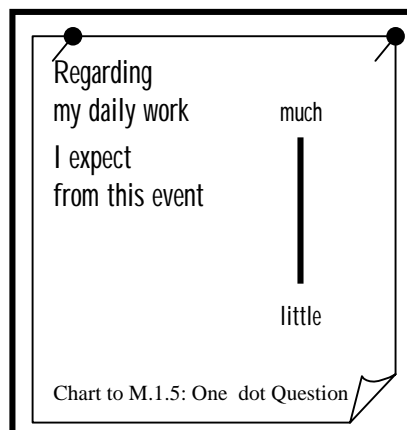 Regarding
my daily work
much
I expect
from this event
little
Chart to M.1.5: One dot Question